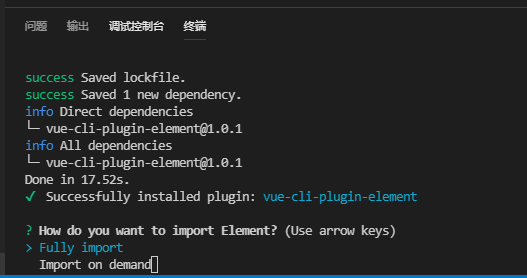 问题 输出 调试控制台 终端
success Saved lockfile.
success Saved 1 new dependency.
info Direct dependencies
└─ vue-cli-plugin-element@1.0.1
info All dependencies
└─ vue-cli-plugin-element@1.0.1
Done in 17.52s.
✔ Successfully installed plugin: vue-cli-plugin-element
? How do you want to import Element? (Use arrow keys)
> Fully import
Import on demand